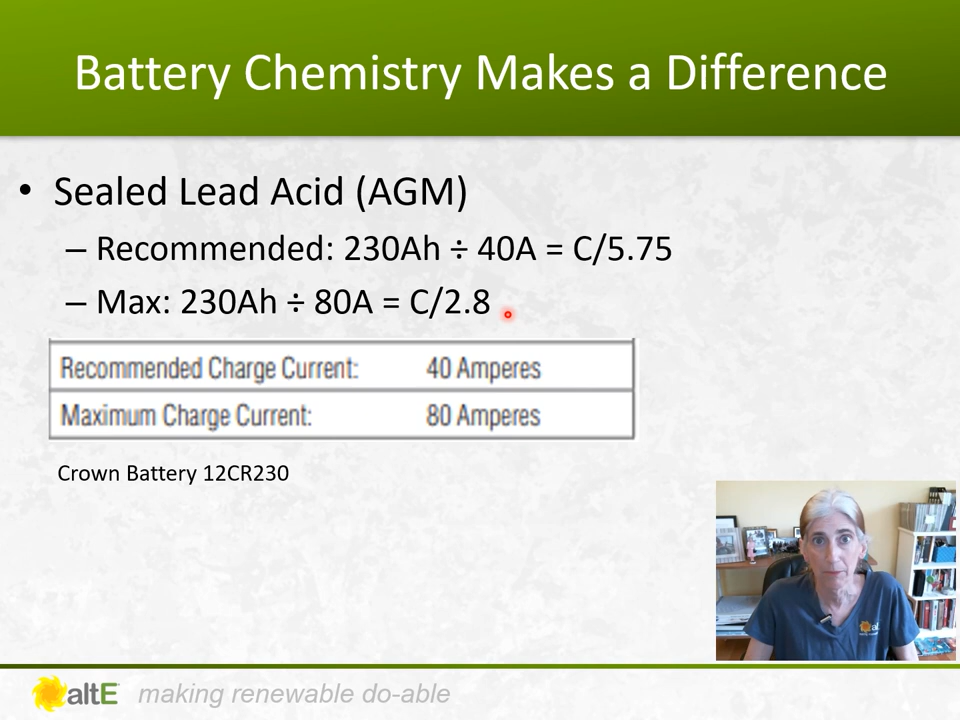 Battery Chemistry Makes a Difference
• Sealed Lead Acid (AGM)
– Recommended: 230Ah ÷ 40A = C/5.75
– Max: 230Ah ÷ 80A = C/2.8
Recommended Charge Current: 40 Amperes
Maximum Charge Current: 80 Amperes
Crown Battery 12CR230
altE making renewable do-able